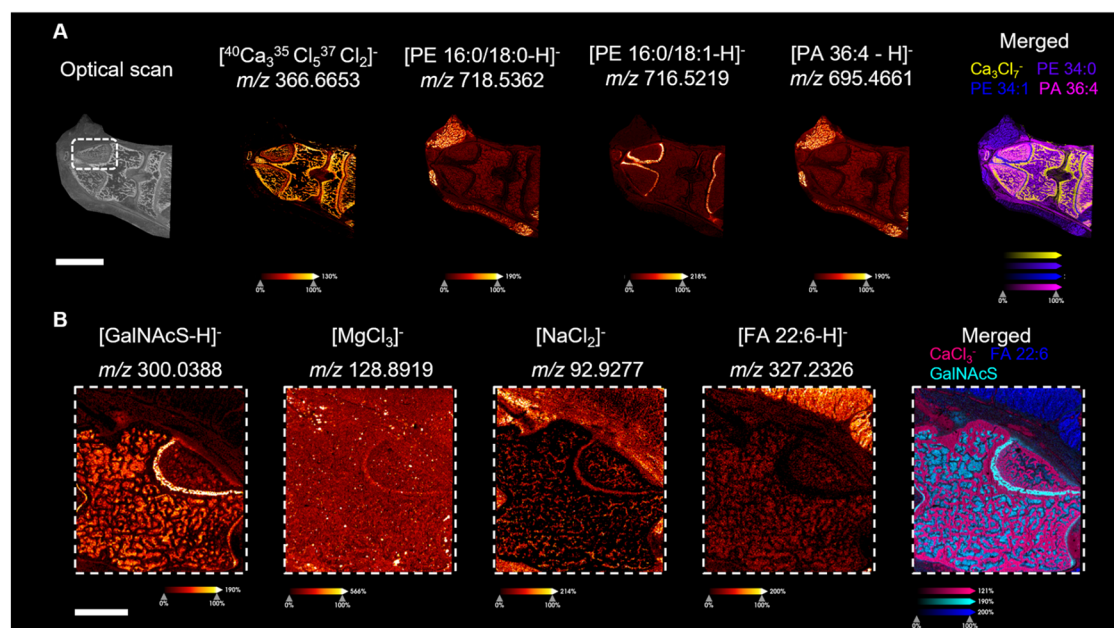 A
Optical scan
[⁴⁰Ca₃³⁵Cl₅³⁷Cl₂]⁻
m/z 366.6653
[PE 16:0/18:0-H]⁻
m/z 718.5362
[PE 16:0/18:1-H]⁻
m/z 716.5219
[PA 36:4 - H]⁻
m/z 695.4661
Merged
Ca₃Cl₇⁻ PE 34:0
PE 34:1 PA 36:4
130%
0% 100%
190%
0% 100%
218%
0% 100%
190%
0% 100%
0% 100%
B
[GalNAcS-H]⁻
m/z 300.0388
[MgCl₃]⁻
m/z 128.8919
[NaCl₂]⁻
m/z 92.9277
[FA 22:6-H]⁻
m/z 327.2326
Merged
CaCl₃⁻ FA 22:6
GalNAcS
190%
0% 100%
566%
0% 100%
214%
0% 100%
200%
0% 100%
121%
190%
200%
0% 100%